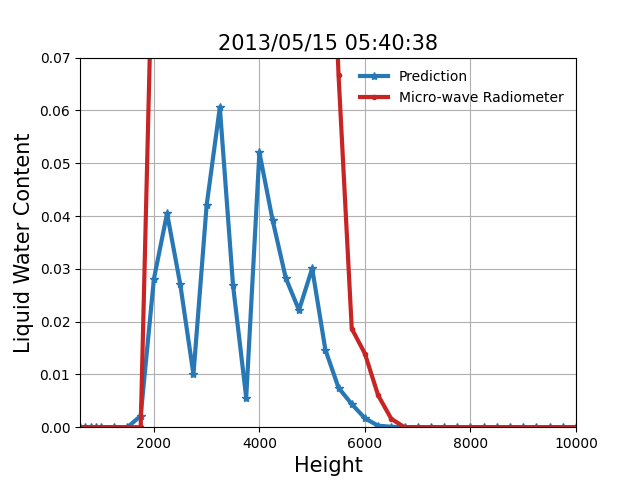 2013/05/15 05:40:38
0.07
0.06
0.05
0.04
0.03
0.02
0.01
0.00
Liquid Water Content
Prediction
Micro-wave Radiometer
2000 4000 6000 8000 10000
Height